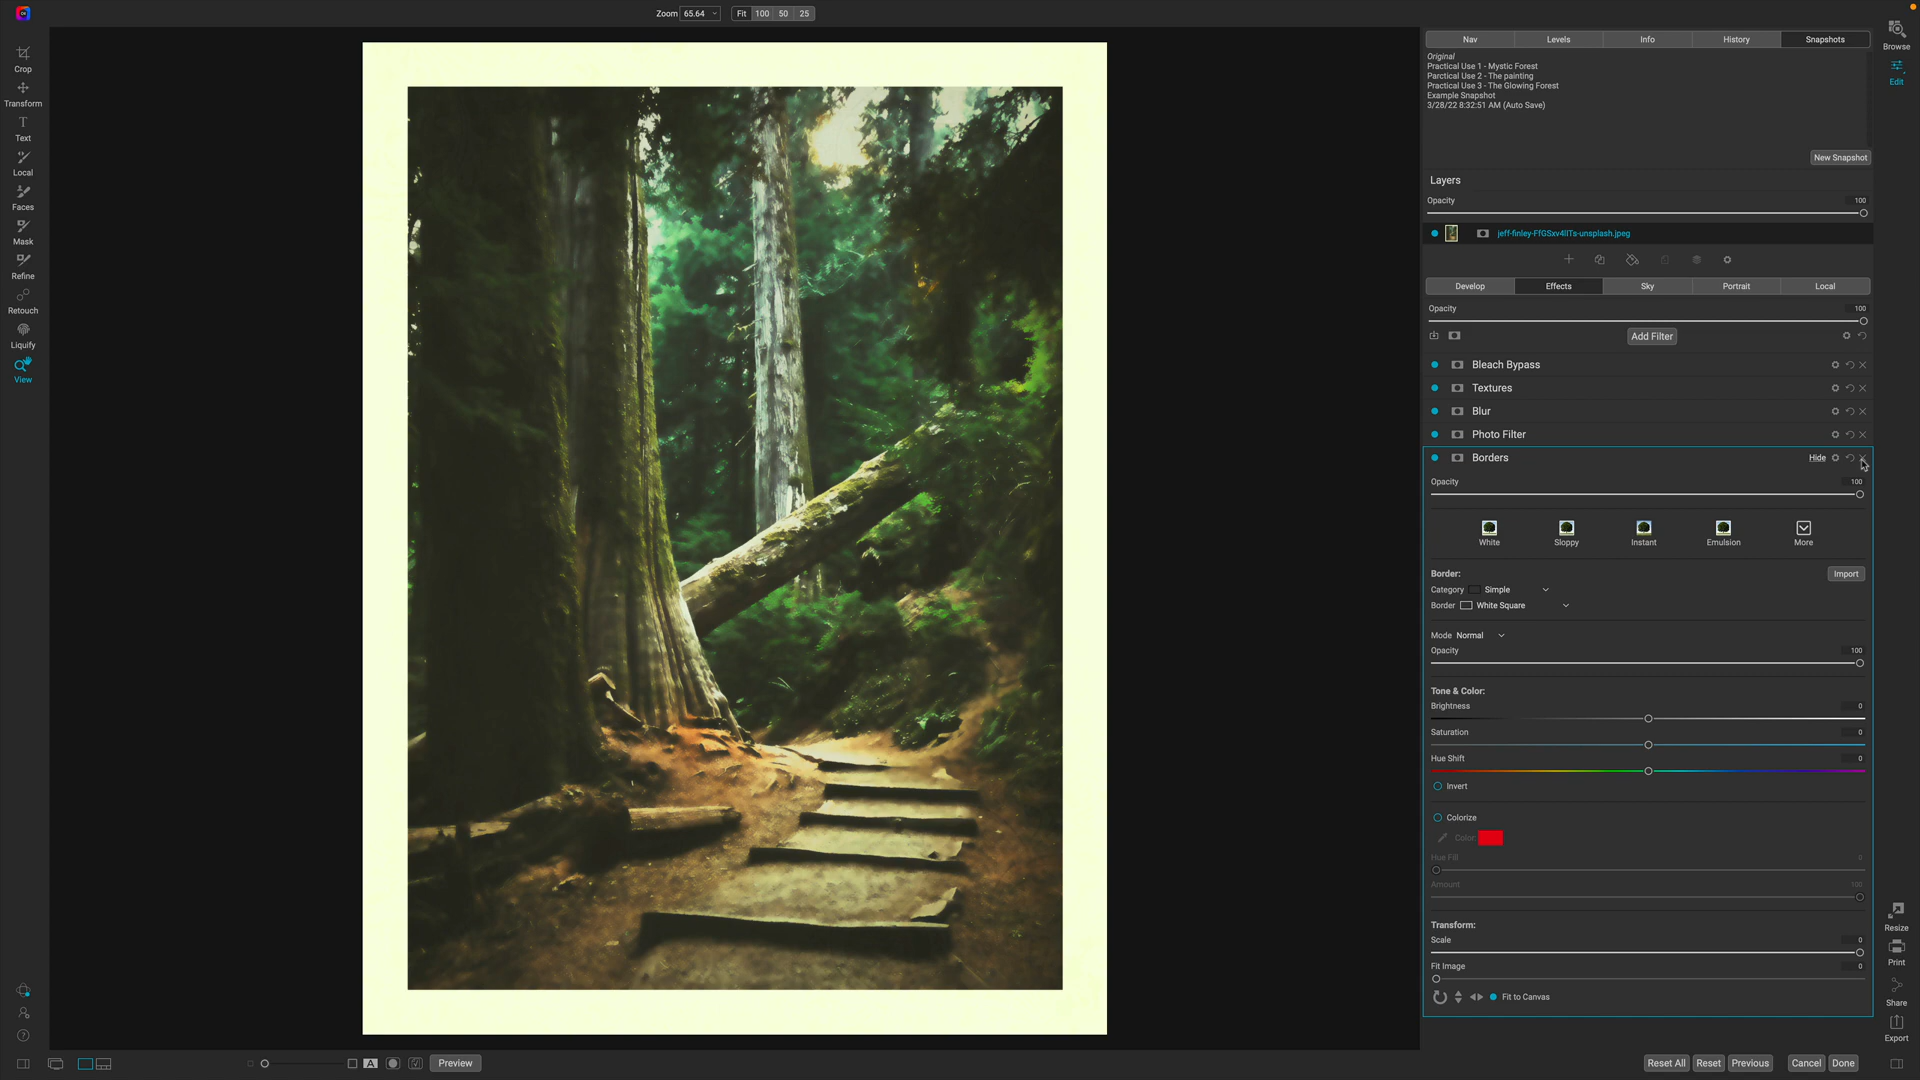 Zoom 65.64 Fit 100 50 25
Crop
Transform
Text
Local
Faces
Mask
Refine
Retouch
Liquify
View
Nav Levels Info History Snapshots
Original
Practical Use 1 - Mystic Forest
Parctical Use 2 - The painting
Practical Use 3 - The Glowing Forest
Example Snapshot
3/28/22 8:32:51 AM (Auto Save)
New Snapshot
Layers
Opacity 100
jeff-finley-FfGSxv4llTs-unsplash.jpeg
Develop Effects Sky Portrait Local
Opacity 100
Add Filter
Bleach Bypass
Textures
Blur
Photo Filter
Borders Hide
Opacity 100
White Sloppy Instant Emulsion More
Border: Import
Category Simple
Border White Square
Mode Normal
Opacity 100
Tone & Color:
Brightness 0
Saturation 0
Hue Shift 0
Invert
Colorize
Color:
Hue Fill 0
Amount 100
Transform:
Scale 0
Fit Image 0
Fit to Canvas
Browse
Edit
Resize
Print
Share
Export
A Preview
Reset All Reset Previous Cancel Done